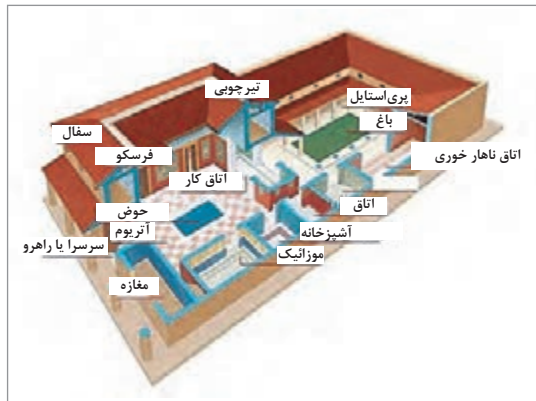 تیرچوبی
پری‌استایل
باغ
سفال
فرسکو
اتاق ناهار خوری
اتاق کار
اتاق
حوض
آتریوم
آشپزخانه
سرسرا یا راهرو
موزائیک
مغازه